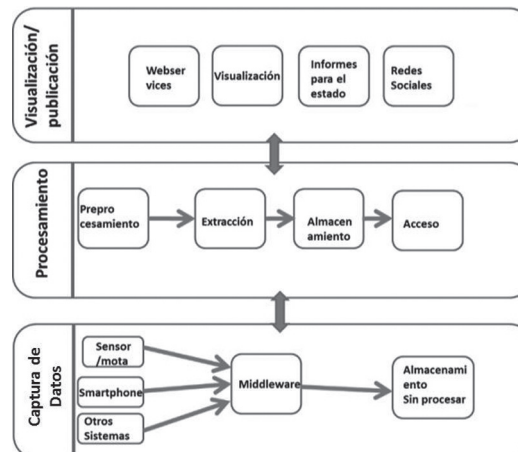 Visualización/
publicación
Webser
vices
Visualización
Informes
para el
estado
Redes
Sociales
Procesamiento
Prepro
cesamiento
Extracción
Almacen
amiento
Acceso
Captura de
Datos
Sensor
/mota
Smartphone
Otros
Sistemas
Middleware
Almacenami
ento
Sin procesar